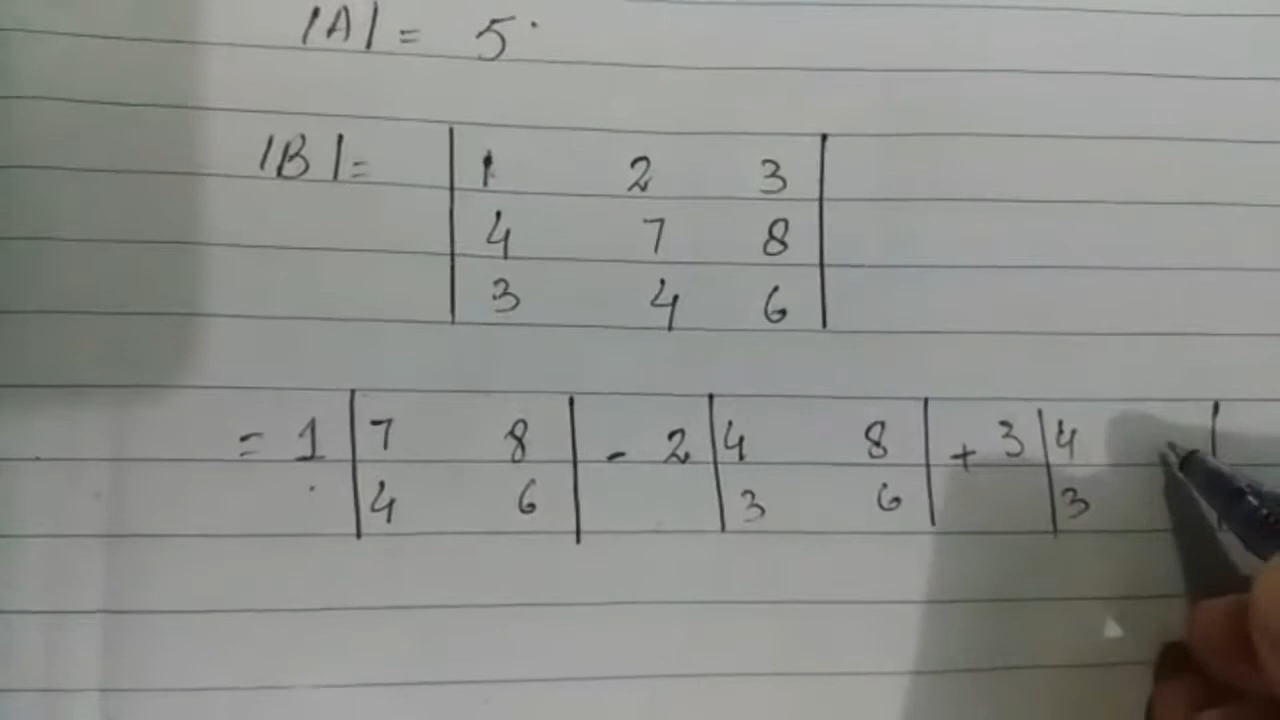 |A| = 5
|B| = | 1 2 3 |
| 4 7 8 |
| 3 4 6 |
= 1 | 7 8 | - 2 | 4 8 | + 3 | 4 |
| 4 6 | | 3 6 | | 3 |